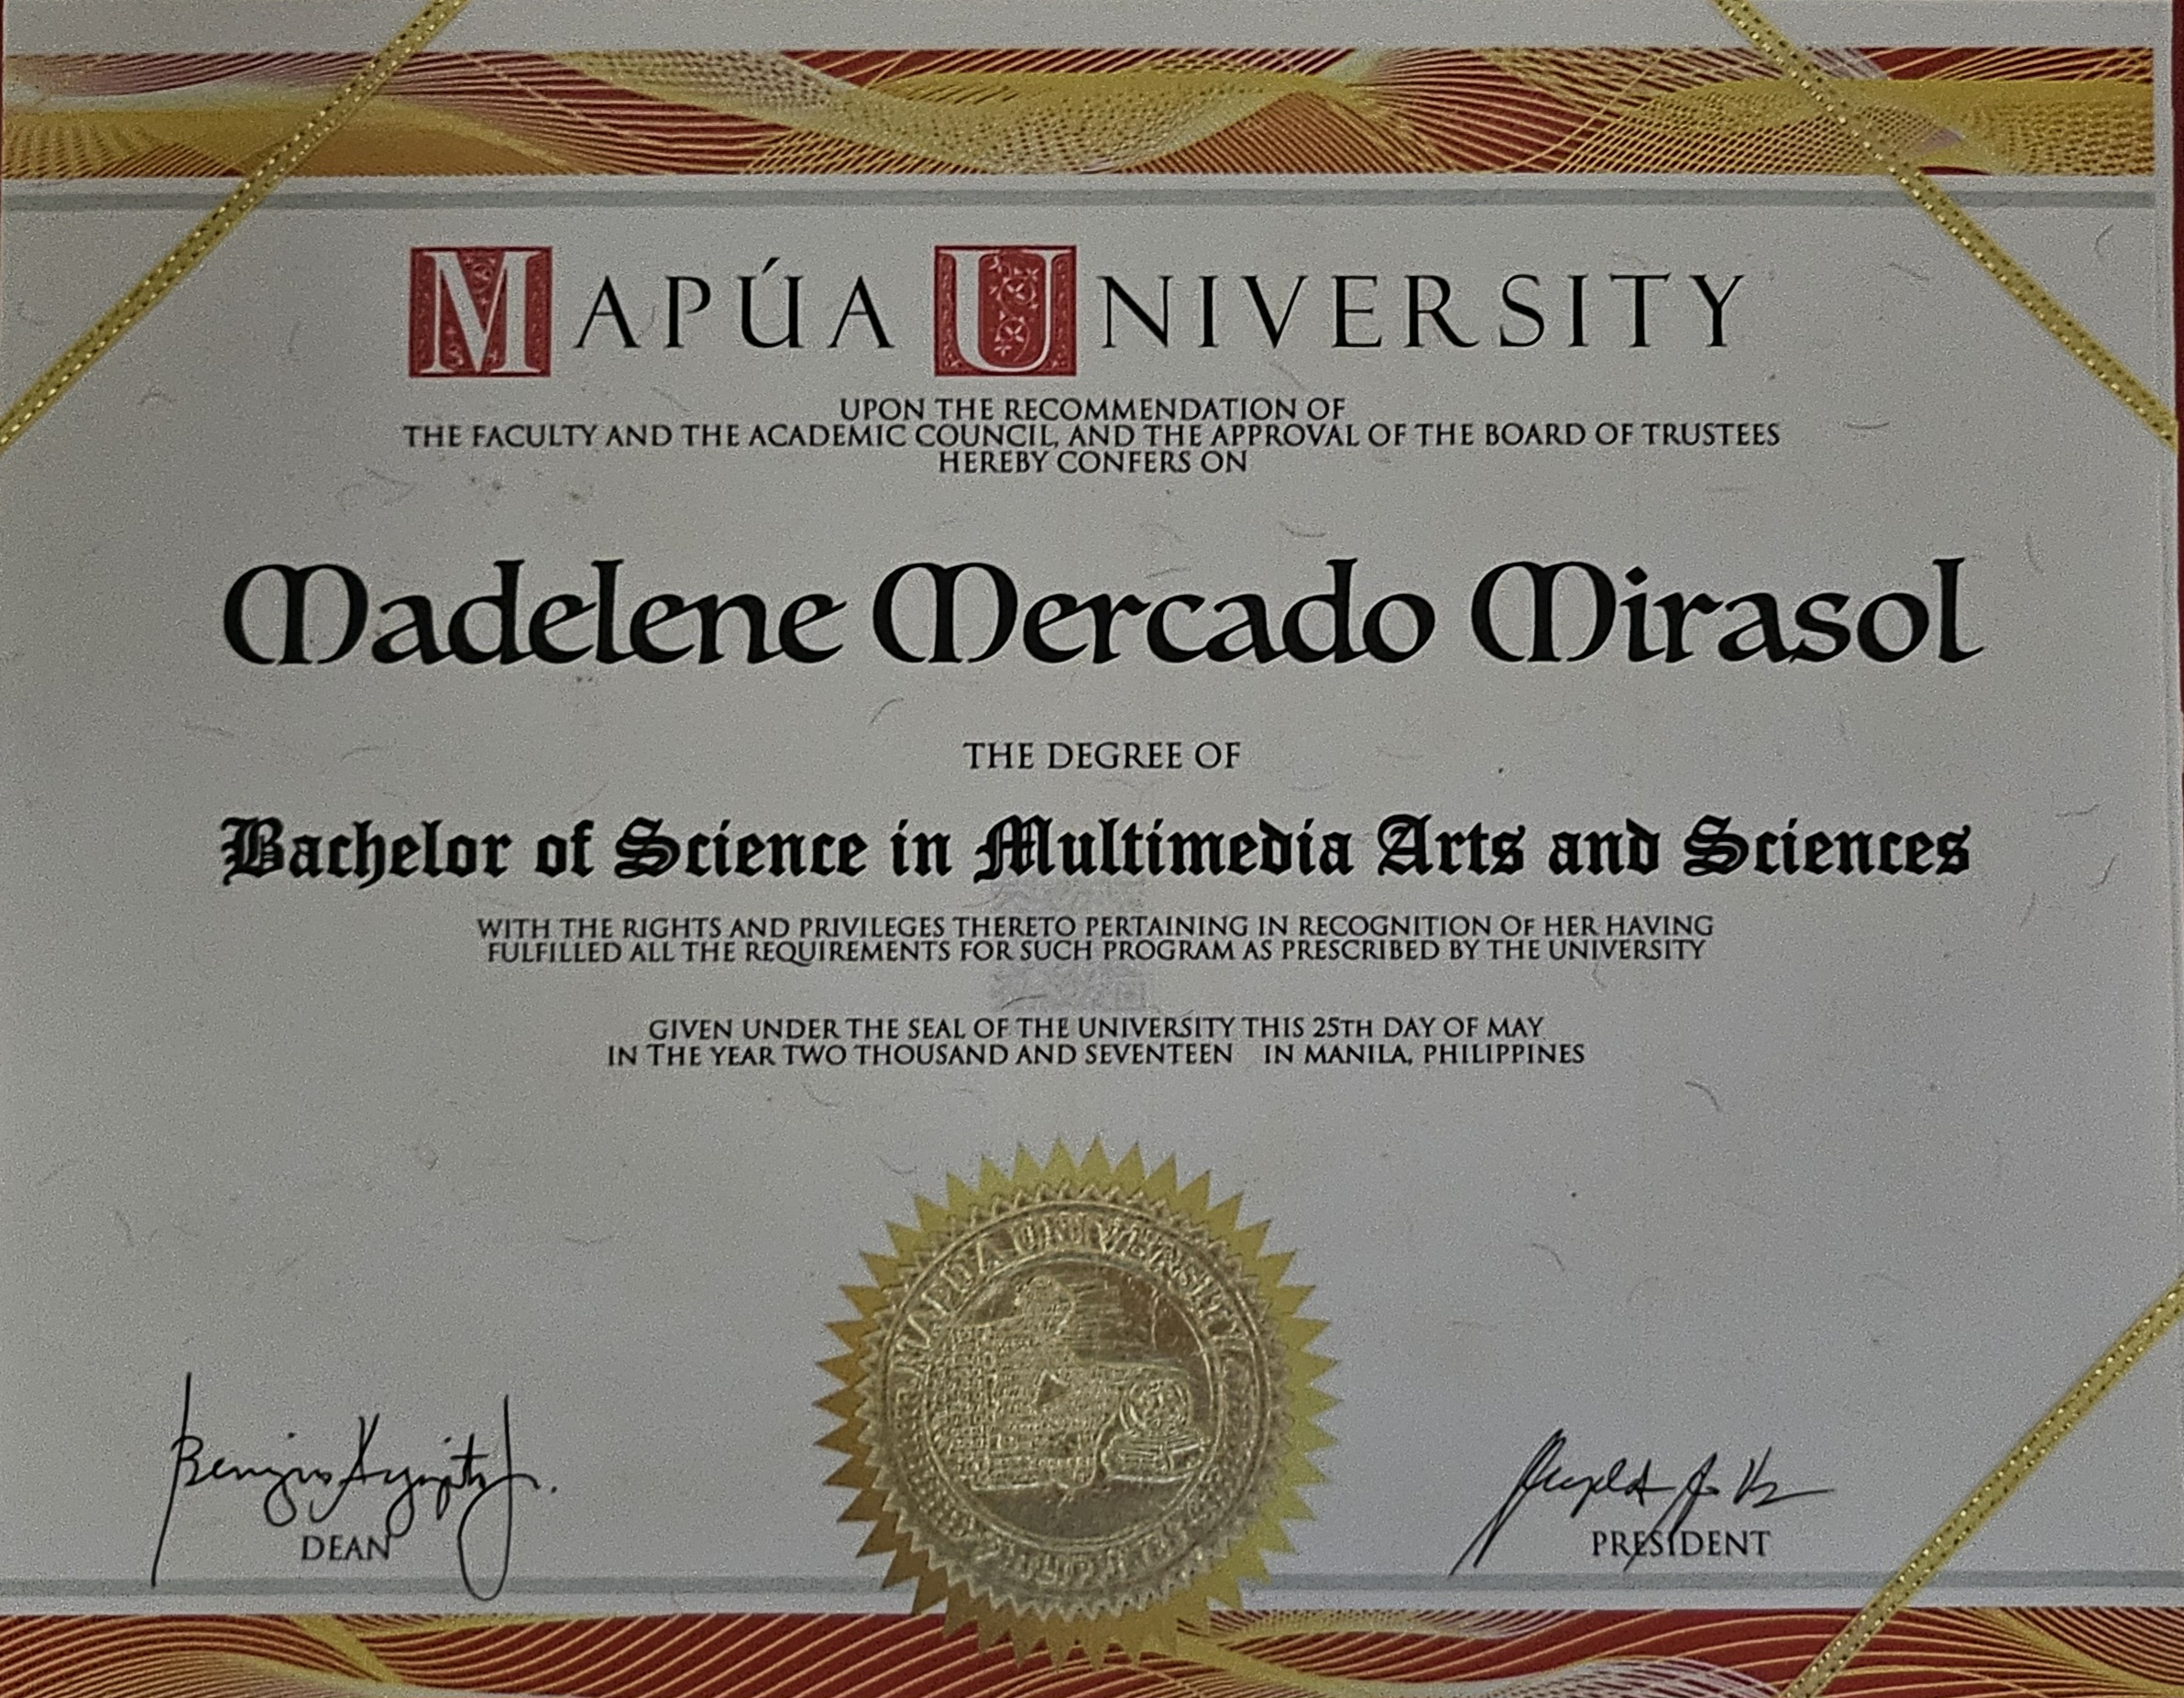 MAPÚA UNIVERSITY
UPON THE RECOMMENDATION OF
THE FACULTY AND THE ACADEMIC COUNCIL, AND THE APPROVAL OF THE BOARD OF TRUSTEES
HEREBY CONFERS ON
Madelene Mercado Mirasol
THE DEGREE OF
Bachelor of Science in Multimedia Arts and Sciences
WITH THE RIGHTS AND PRIVILEGES THERETO PERTAINING IN RECOGNITION OF HER HAVING
FULFILLED ALL THE REQUIREMENTS FOR SUCH PROGRAM AS PRESCRIBED BY THE UNIVERSITY
GIVEN UNDER THE SEAL OF THE UNIVERSITY THIS 25TH DAY OF MAY
IN THE YEAR TWO THOUSAND AND SEVENTEEN IN MANILA, PHILIPPINES
MAPUA UNIVERSITY
DEAN
PRESIDENT